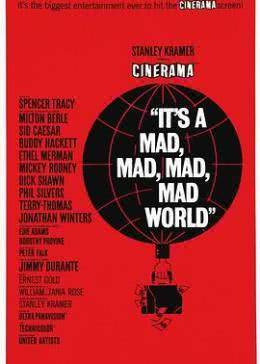 it's the biggest entertainment ever to hit the CINERAMA screen!
STANLEY KRAMER
CINERAMA
SPENCER TRACY
MILTON BERLE
SID CAESAR
BUDDY HACKETT
ETHEL MERMAN
MICKEY ROONEY
DICK SHAWN
PHIL SILVERS
TERRY-THOMAS
JONATHAN WINTERS
EDIE ADAMS
DOROTHY PROVINE
PETER FALK
JIMMY DURANTE
ERNEST GOLD
WILLIAM & TANIA ROSE
STANLEY KRAMER
ULTRA PANAVISION
TECHNICOLOR
UNITED ARTISTS
"IT'S A
MAD,
MAD, MAD,
MAD
WORLD"